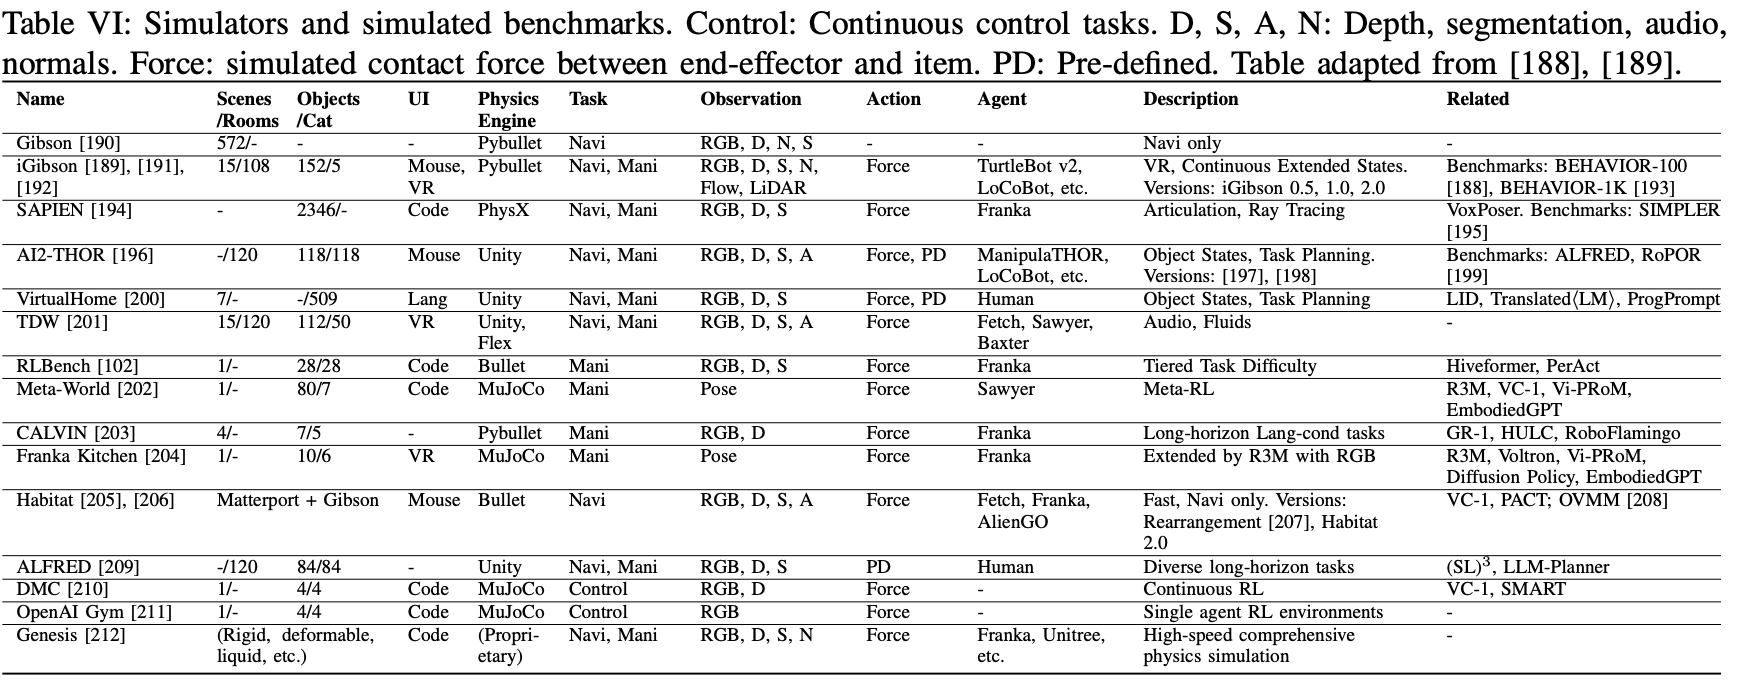 Table VI: Simulators and simulated benchmarks. Control: Continuous control tasks. D, S, A, N: Depth, segmentation, audio,
normals. Force: simulated contact force between end-effector and item. PD: Pre-defined. Table adapted from [188], [189].
Name Scenes Objects UI Physics Task Observation Action Agent Description Related
/Rooms /Cat Engine
Gibson [190] 572/- - - Pybullet Navi RGB, D, N, S - - Navi only -
iGibson [189], [191], 15/108 152/5 Mouse, Pybullet Navi, Mani RGB, D, S, N, Force TurtleBot v2, VR, Continuous Extended States. Benchmarks: BEHAVIOR-100
[192] VR Flow, LiDAR LoCoBot, etc. Versions: iGibson 0.5, 1.0, 2.0 [188], BEHAVIOR-1K [193]
SAPIEN [194] - 2346/- Code PhysX Navi, Mani RGB, D, S Force Franka Articulation, Ray Tracing VoxPoser. Benchmarks: SIMPLER
[195]
AI2-THOR [196] -/120 118/118 Mouse Unity Navi, Mani RGB, D, S, A Force, PD ManipulaTHOR, Object States, Task Planning. Benchmarks: ALFRED, RoPOR
LoCoBot, etc. Versions: [197], [198] [199]
VirtualHome [200] 7/- -/509 Lang Unity Navi, Mani RGB, D, S Force, PD Human Object States, Task Planning LID, Translated⟨LM⟩, ProgPrompt
TDW [201] 15/120 112/50 VR Unity, Navi, Mani RGB, D, S, A Force Fetch, Sawyer, Audio, Fluids -
Flex Baxter
RLBench [102] 1/- 28/28 Code Bullet Mani RGB, D, S Force Franka Tiered Task Difficulty Hiveformer, PerAct
Meta-World [202] 1/- 80/7 Code MuJoCo Mani Pose Force Sawyer Meta-RL R3M, VC-1, Vi-PRoM,
EmbodiedGPT
CALVIN [203] 4/- 7/5 - Pybullet Mani RGB, D Force Franka Long-horizon Lang-cond tasks GR-1, HULC, RoboFlamingo
Franka Kitchen [204] 1/- 10/6 VR MuJoCo Mani Pose Force Franka Extended by R3M with RGB R3M, Voltron, Vi-PRoM,
Diffusion Policy, EmbodiedGPT
Habitat [205], [206] Matterport + Gibson Mouse Bullet Navi RGB, D, S, A Force Fetch, Franka, Fast, Navi only. Versions: VC-1, PACT; OVMM [208]
AlienGO Rearrangement [207], Habitat
2.0
ALFRED [209] -/120 84/84 - Unity Navi, Mani RGB, D, S PD Human Diverse long-horizon tasks (SL)³, LLM-Planner
DMC [210] 1/- 4/4 Code MuJoCo Control RGB, D Force - Continuous RL VC-1, SMART
OpenAI Gym [211] 1/- 4/4 Code MuJoCo Control RGB Force - Single agent RL environments -
Genesis [212] (Rigid, deformable, Code (Propri- Navi, Mani RGB, D, S, N Force Franka, Unitree, High-speed comprehensive -
liquid, etc.) etary) etc. physics simulation